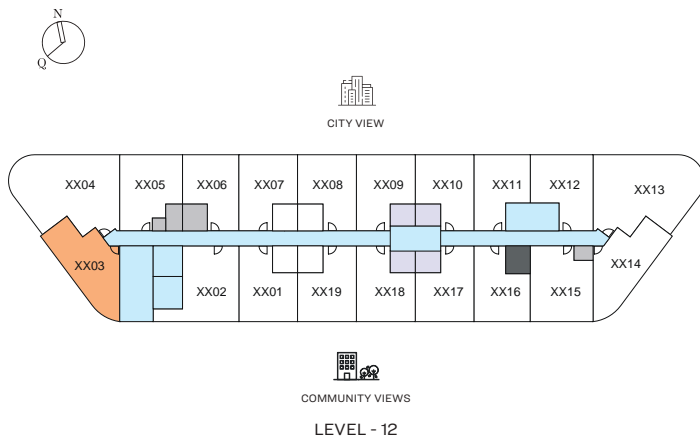 N
Q
CITY VIEW
XX04 XX05 XX06 XX07 XX08 XX09 XX10 XX11 XX12 XX13
XX03 XX14
XX02 XX01 XX19 XX18 XX17 XX16 XX15
COMMUNITY VIEWS
LEVEL - 12